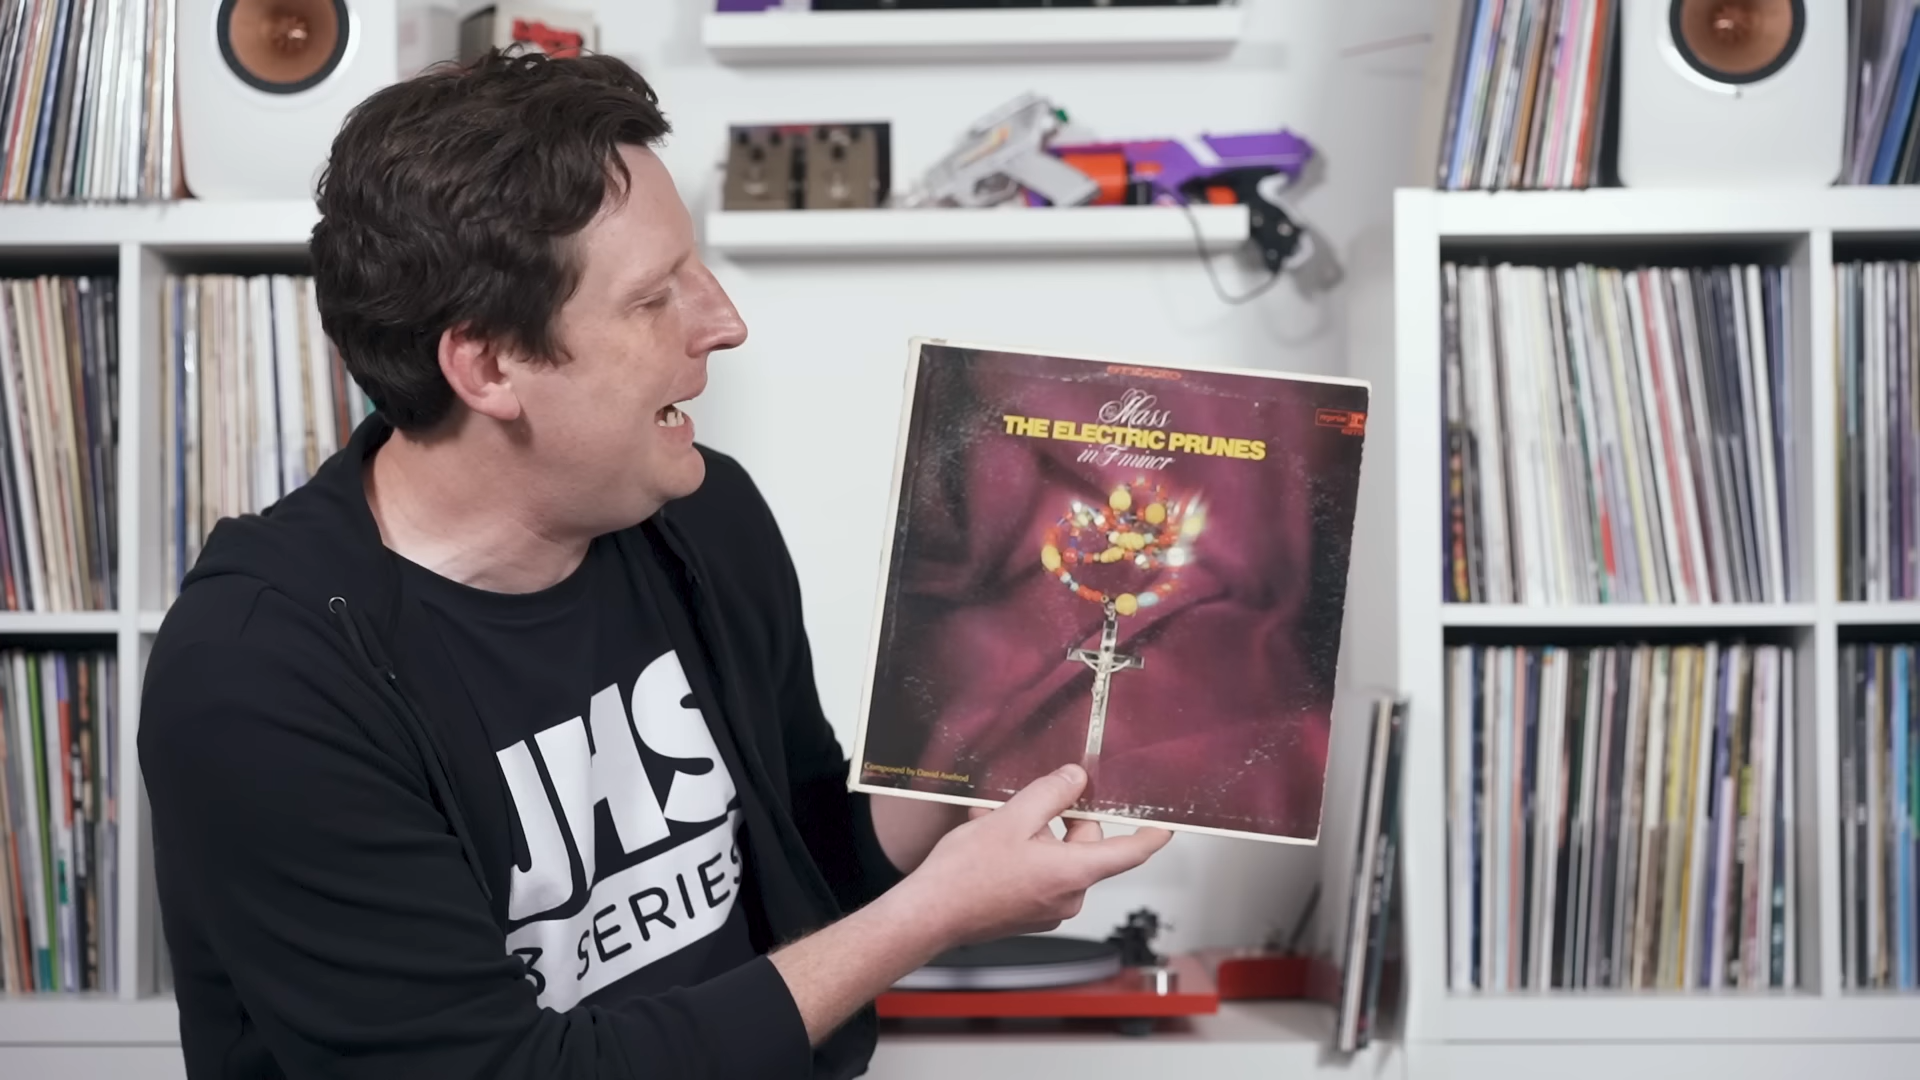 STEREO
Mass
THE ELECTRIC PRUNES
in F minor
reprise
Composed by David Axelrod
JHS
3 SERIES